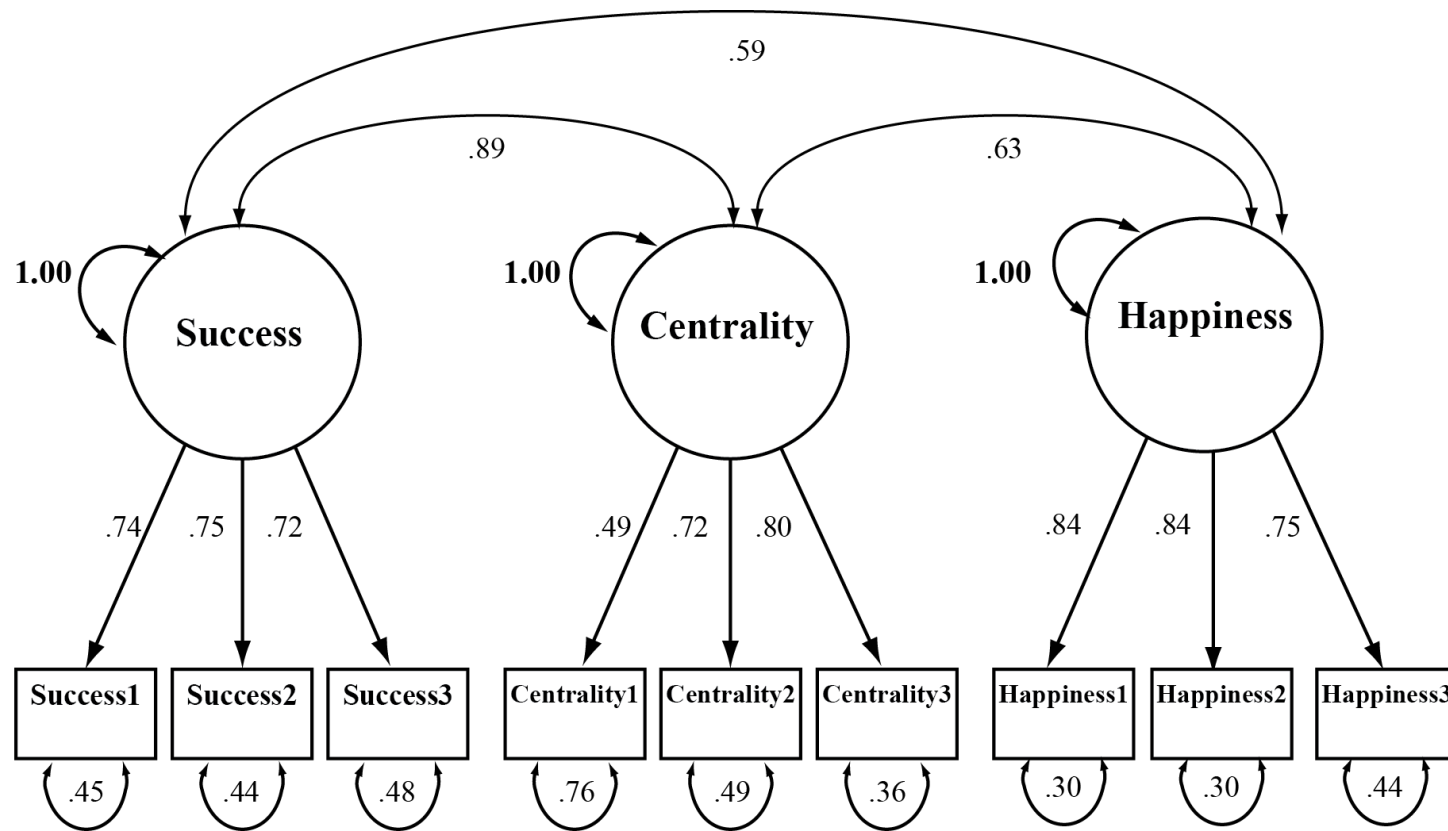 .59
.89
.63
1.00
1.00
1.00
Success
Centrality
Happiness
.74
.75
.72
.49
.72
.80
.84
.84
.75
Success1
Success2
Success3
Centrality1
Centrality2
Centrality3
Happiness1
Happiness2
Happiness3
.45
.44
.48
.76
.49
.36
.30
.30
.44